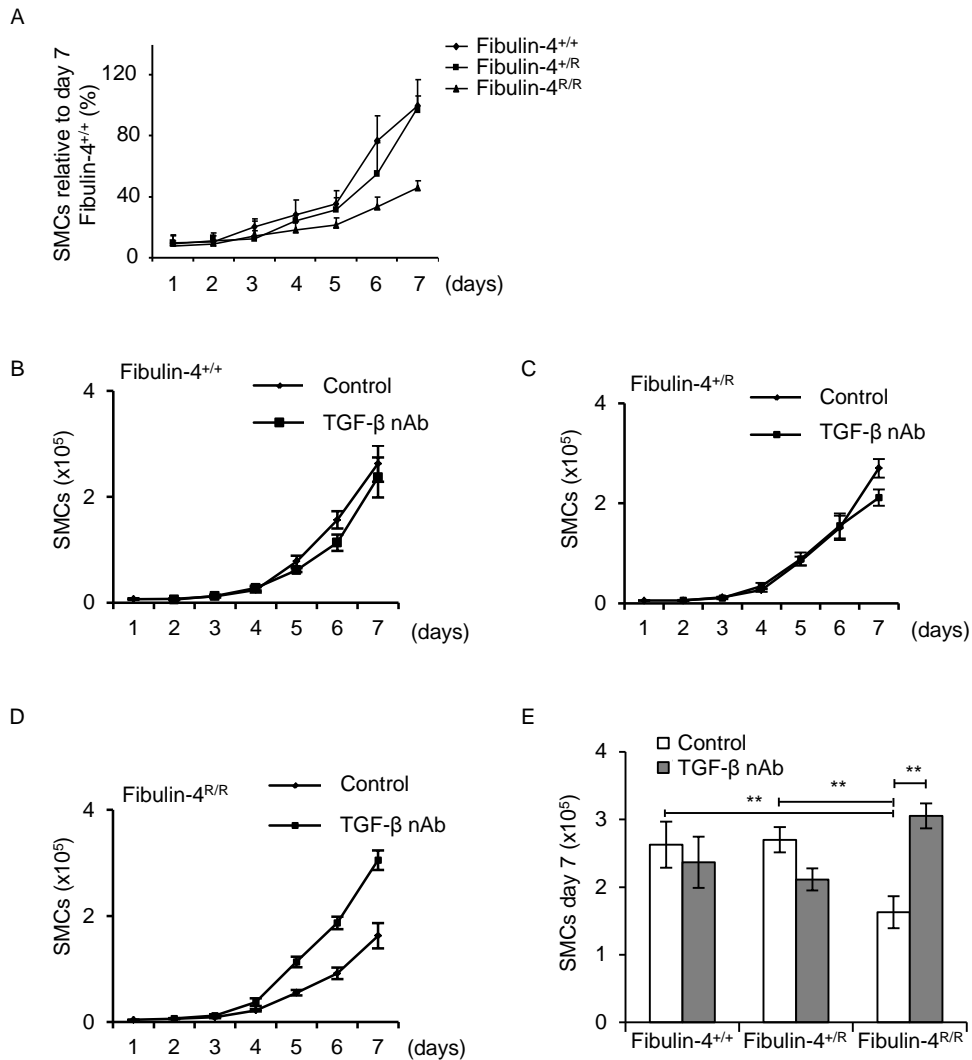 A
SMCs relative to day 7
Fibulin-4+/+ (%)
120
80
40
0
1 2 3 4 5 6 7 (days)
Fibulin-4+/+
Fibulin-4+/R
Fibulin-4R/R
B
Fibulin-4+/+
Control
TGF-β nAb
SMCs (x10⁵)
4
2
0
1 2 3 4 5 6 7 (days)
C
Fibulin-4+/R
Control
TGF-β nAb
SMCs (x10⁵)
4
2
0
1 2 3 4 5 6 7 (days)
D
Fibulin-4R/R
Control
TGF-β nAb
SMCs (x10⁵)
4
2
0
1 2 3 4 5 6 7 (days)
E
Control
TGF-β nAb
**
**
**
SMCs day 7 (x10⁵)
4
3
2
1
0
Fibulin-4+/+ Fibulin-4+/R Fibulin-4R/R